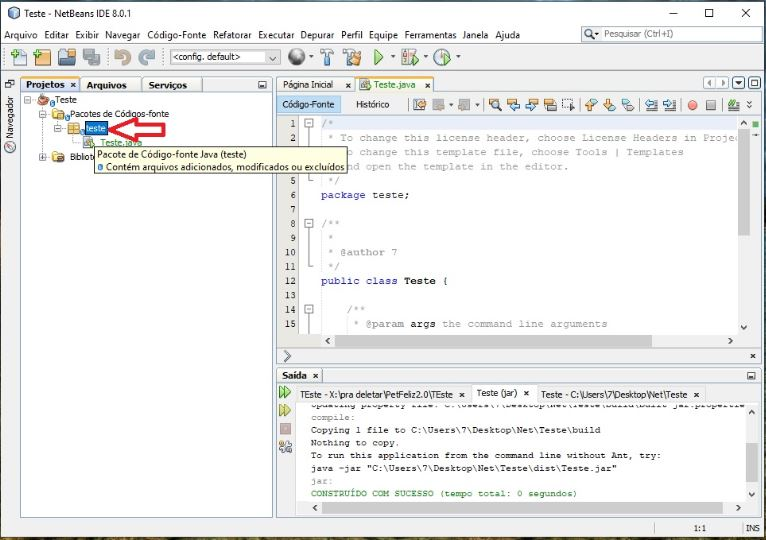 Teste - NetBeans IDE 8.0.1
Arquivo Editar Exibir Navegar Código-Fonte Refatorar Executar Depurar Perfil Equipe Ferramentas Janela Ajuda
Pesquisar (Ctrl+I)
<config. default>
Projetos × Arquivos Serviços
Navegador
Teste
Pacotes de Códigos-fonte
teste
Teste.java
Pacote de Código-fonte Java (teste)
Contém arquivos adicionados, modificados ou excluídos
Página Inicial × Teste.java ×
Código-Fonte Histórico
1 /*
* To change this license header, choose License Headers in Projec
To change this template file, choose Tools | Templates
and open the template in the editor.
5 */
6 package teste;
7
8 /**
9 *
10 * @author 7
11 */
12 public class Teste {
13
14 /**
15 * @param args the command line arguments
Saída ×
TEste - X:\pra deletar\PetFeliz2.0\TEste × Teste (jar) × Teste - C:\Users\7\Desktop\Net\Teste ×
compile:
Copying 1 file to C:\Users\7\Desktop\Net\Teste\build
Nothing to copy.
To run this application from the command line without Ant, try:
java -jar "C:\Users\7\Desktop\Net\Teste\dist\Teste.jar"
jar:
CONSTRUÍDO COM SUCESSO (tempo total: 0 segundos)
1:1 INS